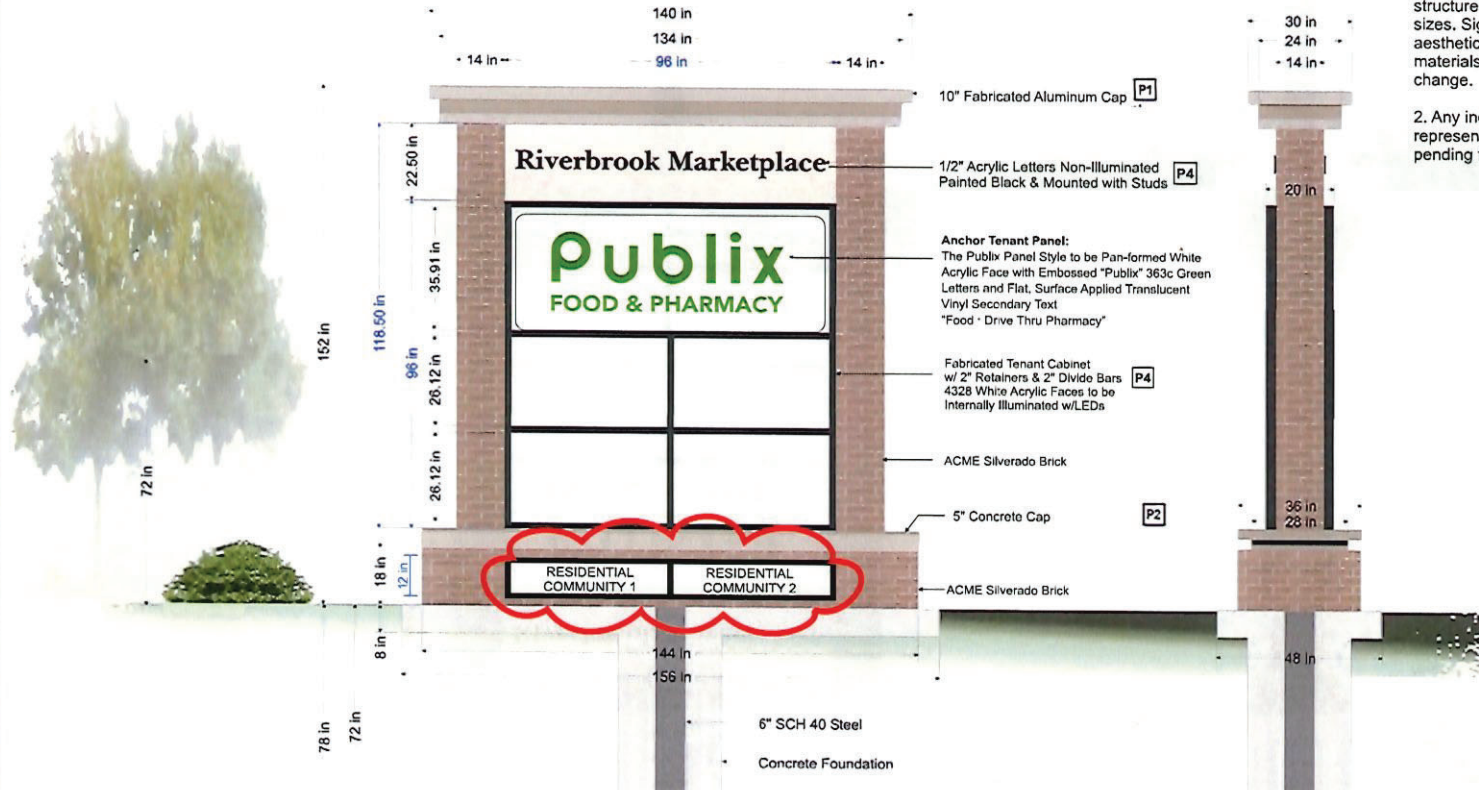 140 in
134 in
14 in
96 in
14 in
30 in
24 in
14 in
structure
sizes. Sig
aesthetic
materials
change.
2. Any in
represen
pending
10" Fabricated Aluminum Cap P1
22.50 in
Riverbrook Marketplace
1/2" Acrylic Letters Non-Illuminated
Painted Black & Mounted with Studs P4
20 in
152 in
118.50 in
96 in
35.91 in
Publix
FOOD & PHARMACY
Anchor Tenant Panel:
The Publix Panel Style to be Pan-formed White
Acrylic Face with Embossed "Publix" 363c Green
Letters and Flat, Surface Applied Translucent
Vinyl Secondary Text
"Food · Drive Thru Pharmacy"
26.12 in
Fabricated Tenant Cabinet
w/ 2" Retainers & 2" Divide Bars P4
4328 White Acrylic Faces to be
Internally Illuminated w/LEDs
26.12 in
72 in
ACME Silverado Brick
5" Concrete Cap P2
36 in
28 in
18 in
12 in
RESIDENTIAL
COMMUNITY 1
RESIDENTIAL
COMMUNITY 2
ACME Silverado Brick
8 in
144 in
156 in
48 in
78 in
72 in
6" SCH 40 Steel
Concrete Foundation